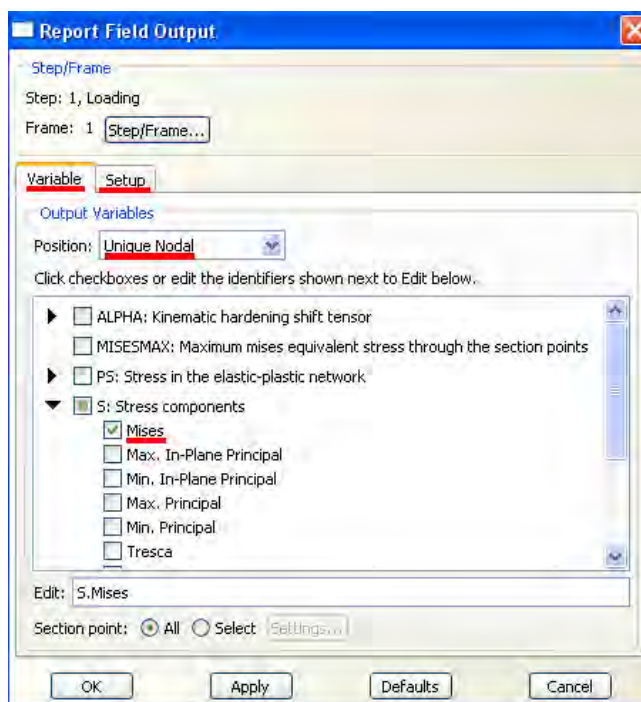 Report Field Output
Step/Frame
Step: 1, Loading
Frame: 1 Step/Frame...
Variable Setup
Output Variables
Position: Unique Nodal
Click checkboxes or edit the identifiers shown next to Edit below.
ALPHA: Kinematic hardening shift tensor
MISESMAX: Maximum mises equivalent stress through the section points
PS: Stress in the elastic-plastic network
S: Stress components
Mises
Max. In-Plane Principal
Min. In-Plane Principal
Max. Principal
Min. Principal
Tresca
Edit: S.Mises
Section point: All Select Settings...
OK Apply Defaults Cancel